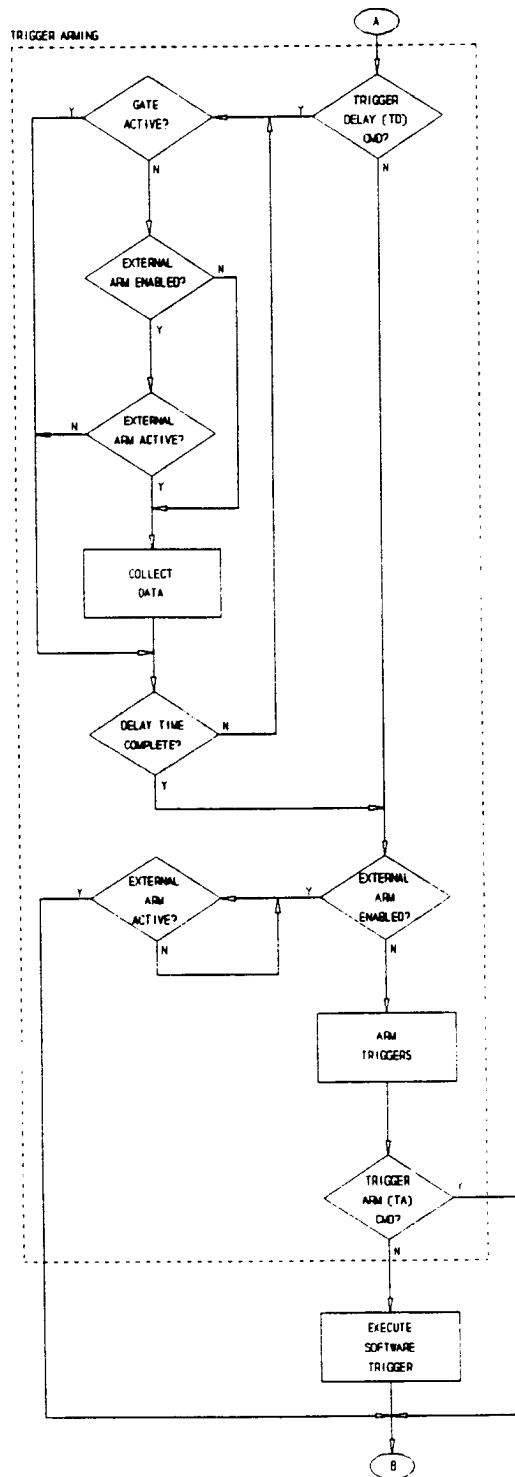 A
TRIGGER ARMING
GATE
ACTIVE?
Y
N
TRIGGER
DELAY (TD)
CMD?
Y
N
EXTERNAL
ARM ENABLED?
N
Y
EXTERNAL
ARM ACTIVE?
N
Y
COLLECT
DATA
DELAY TIME
COMPLETE?
N
Y
EXTERNAL
ARM
ACTIVE?
Y
N
EXTERNAL
ARM
ENABLED?
Y
N
ARM
TRIGGERS
TRIGGER
ARM (TA)
CMD?
Y
N
EXECUTE
SOFTWARE
TRIGGER
B